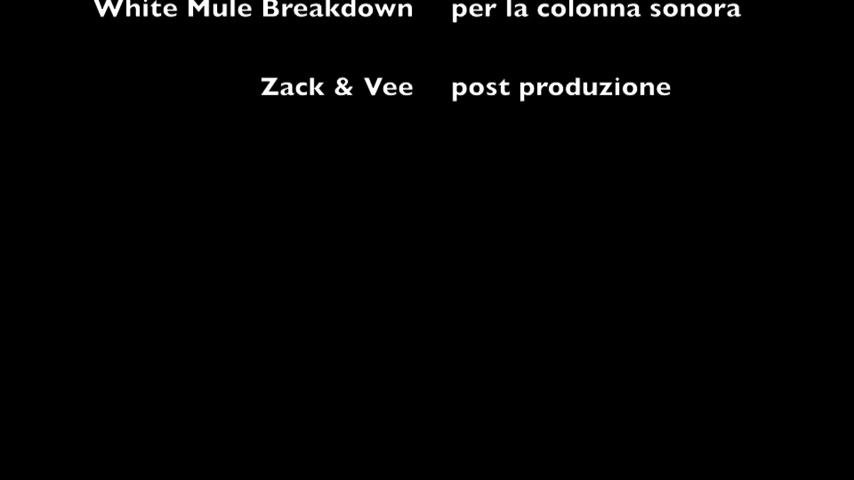 White Mule Breakdown per la colonna sonora
Zack & Vee post produzione